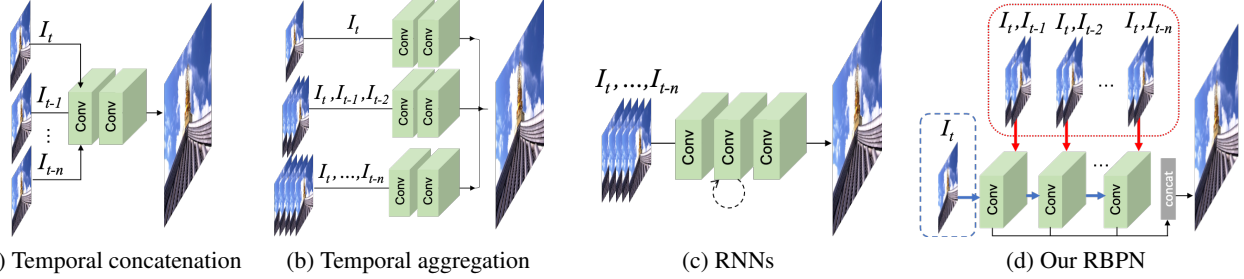 I_t
I_{t-1}
⋮
I_{t-n}
Conv
Conv
) Temporal concatenation
I_t
I_t, I_{t-1}, I_{t-2}
I_t, ..., I_{t-n}
Conv
Conv
Conv
Conv
Conv
Conv
(b) Temporal aggregation
I_t, ..., I_{t-n}
Conv
Conv
Conv
(c) RNNs
I_t, I_{t-1} I_t, I_{t-2} I_t, I_{t-n}
...
I_t
...
Conv
Conv
Conv
concat
(d) Our RBPN